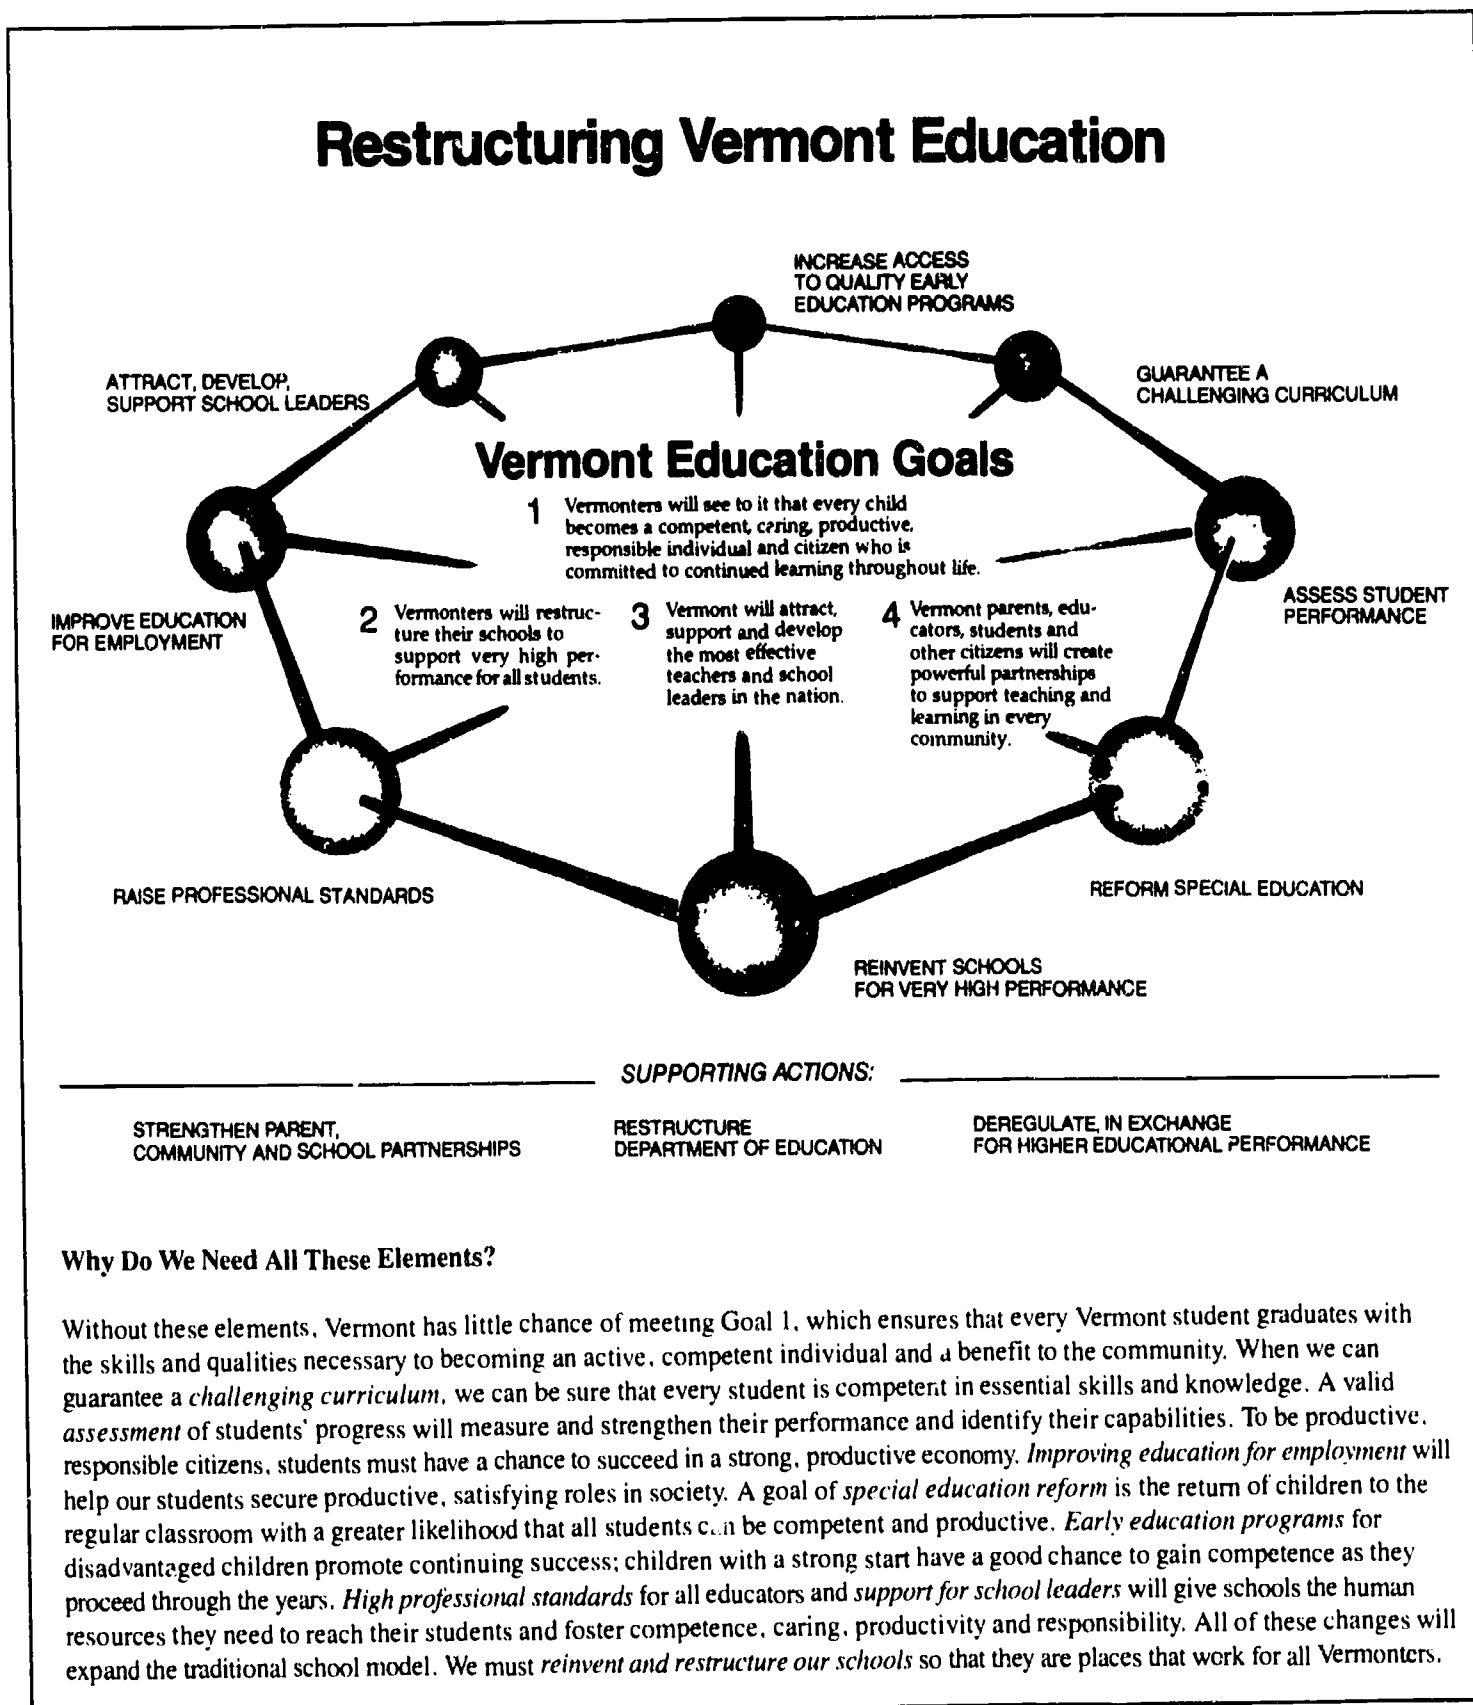 Restructuring Vermont Education
INCREASE ACCESS
TO QUALITY EARLY
EDUCATION PROGRAMS
ATTRACT, DEVELOP,
SUPPORT SCHOOL LEADERS
GUARANTEE A
CHALLENGING CURRICULUM
Vermont Education Goals
1 Vermonters will see to it that every child
becomes a competent, caring, productive,
responsible individual and citizen who is
committed to continued learning throughout life.
IMPROVE EDUCATION
FOR EMPLOYMENT
2 Vermonters will restruc-
ture their schools to
support very high per-
formance for all students.
3 Vermont will attract,
support and develop
the most effective
teachers and school
leaders in the nation.
4 Vermont parents, edu-
cators, students and
other citizens will create
powerful partnerships
to support teaching and
learning in every
community.
ASSESS STUDENT
PERFORMANCE
RAISE PROFESSIONAL STANDARDS
REFORM SPECIAL EDUCATION
REINVENT SCHOOLS
FOR VERY HIGH PERFORMANCE
SUPPORTING ACTIONS:
STRENGTHEN PARENT,
COMMUNITY AND SCHOOL PARTNERSHIPS
RESTRUCTURE
DEPARTMENT OF EDUCATION
DEREGULATE, IN EXCHANGE
FOR HIGHER EDUCATIONAL PERFORMANCE
Why Do We Need All These Elements?
Without these elements, Vermont has little chance of meeting Goal 1, which ensures that every Vermont student graduates with
the skills and qualities necessary to becoming an active, competent individual and a benefit to the community. When we can
guarantee a challenging curriculum, we can be sure that every student is competent in essential skills and knowledge. A valid
assessment of students' progress will measure and strengthen their performance and identify their capabilities. To be productive,
responsible citizens, students must have a chance to succeed in a strong, productive economy. Improving education for employment will
help our students secure productive, satisfying roles in society. A goal of special education reform is the return of children to the
regular classroom with a greater likelihood that all students can be competent and productive. Early education programs for
disadvantaged children promote continuing success; children with a strong start have a good chance to gain competence as they
proceed through the years. High professional standards for all educators and support for school leaders will give schools the human
resources they need to reach their students and foster competence, caring, productivity and responsibility. All of these changes will
expand the traditional school model. We must reinvent and restructure our schools so that they are places that work for all Vermonters.